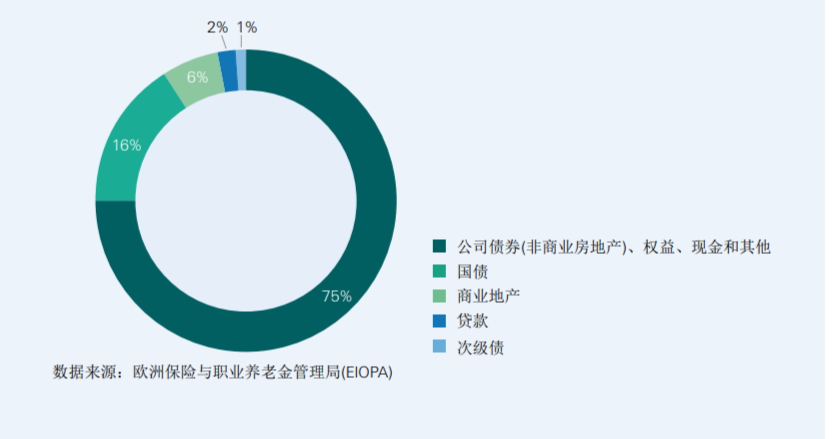 2% 1%
6%
16%
75%
公司债券(非商业房地产)、权益、现金和其他
国债
商业地产
贷款
次级债
数据来源：欧洲保险与职业养老金管理局(EIOPA)